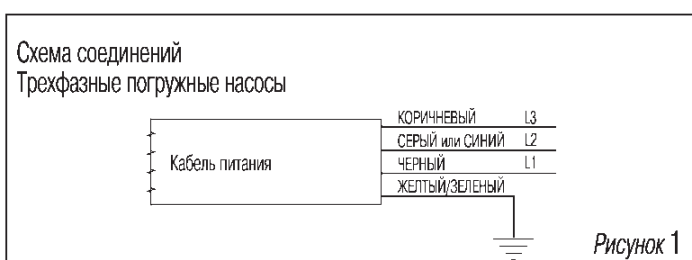 Схема соединений
Трехфазные погружные насосы
КОРИЧНЕВЫЙ L3
СЕРЫЙ или СИНИЙ L2
Кабель питания
ЧЕРНЫЙ L1
ЖЕЛТЫЙ/ЗЕЛЕНЫЙ
Рисунок 1